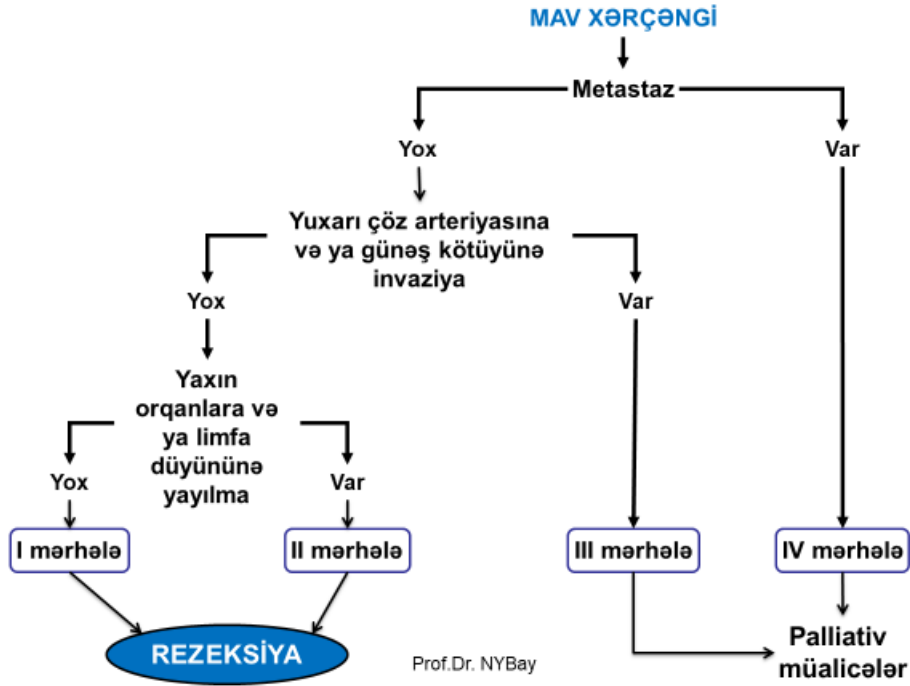 MAV XƏRÇƏNGİ
Metastaz
Yox
Var
Yuxarı çöz arteriyasına
və ya günəş kötüyünə
invaziya
Yox
Var
Yaxın
orqanlara və
ya limfa
düyününə
yayılma
Yox
Var
I mərhələ
II mərhələ
III mərhələ
IV mərhələ
REZEKSİYA
Prof.Dr. NYBay
Palliativ
müalicələr